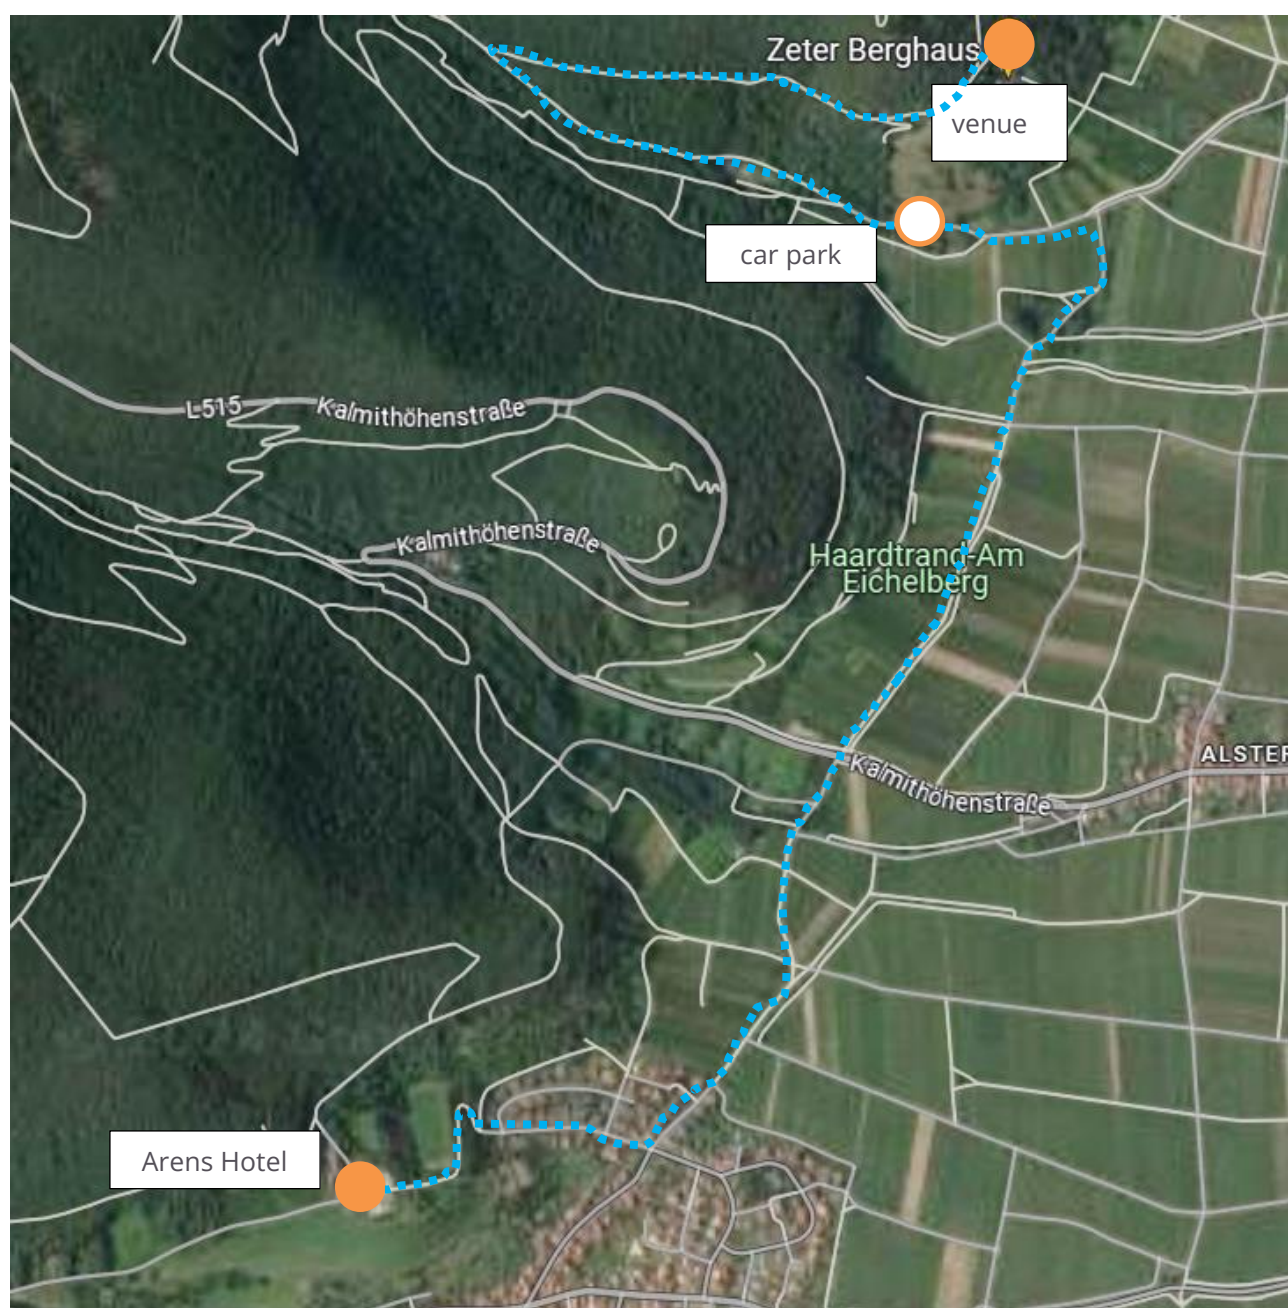 Zeter Berghaus
venue
car park
L515
Kalmithöhenstraße
Kalmithöhenstraße
Haardtrand-Am
Eichelberg
Kalmithöhenstraße
ALSTER
Arens Hotel